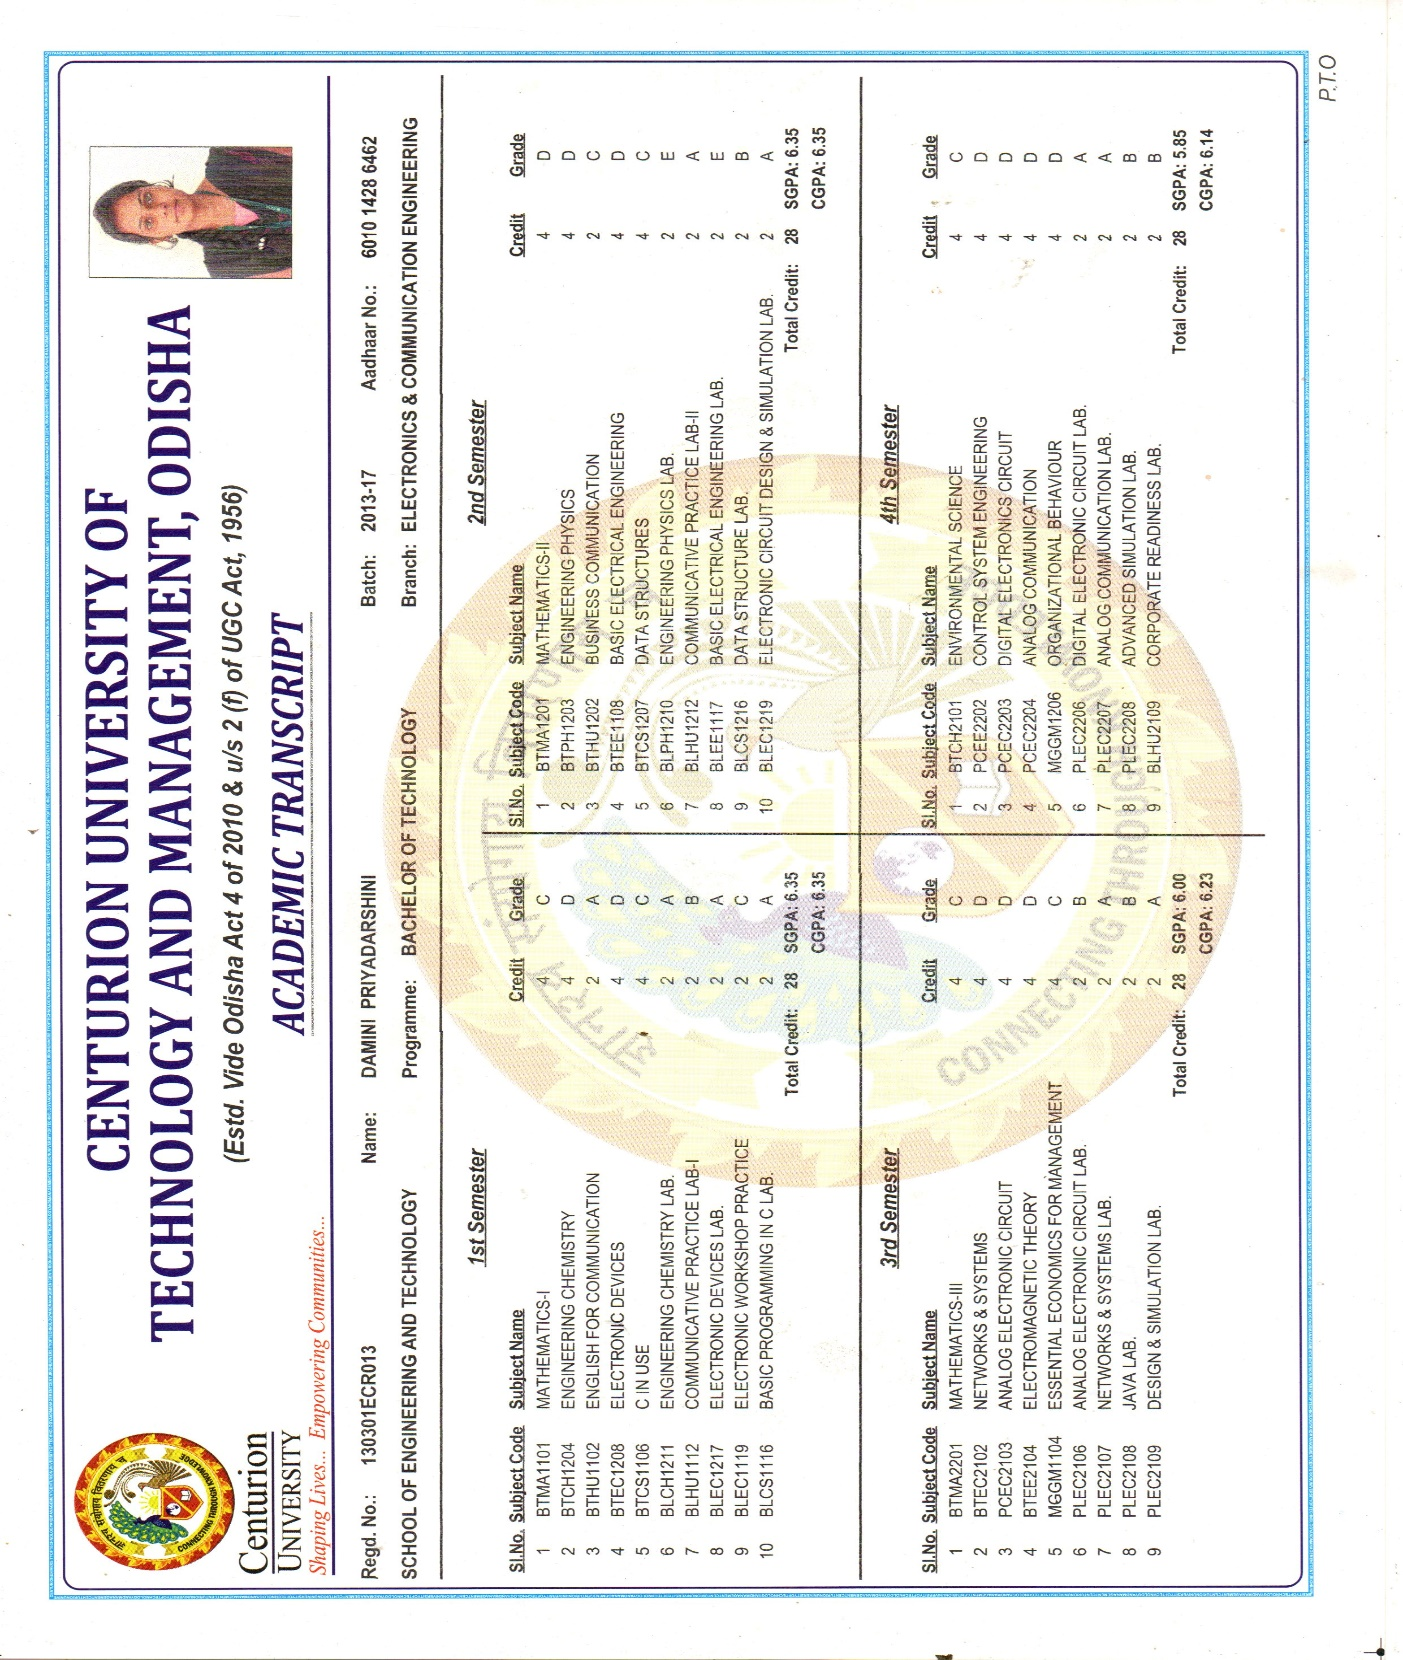 CENTURION UNIVERSITY OF
TECHNOLOGY AND MANAGEMENT, ODISHA
(Estd. Vide Odisha Act 4 of 2010 & u/s 2 (f) of UGC Act, 1956)
ACADEMIC TRANSCRIPT
CONNECTING THROUGH KNOWLEDGE
Centurion
UNIVERSITY
Shaping Lives... Empowering Communities...
Regd. No.: 130301ECR013 Name: DAMINI PRIYADARSHINI Batch: 2013-17 Aadhaar No.: 6010 1428 6462
SCHOOL OF ENGINEERING AND TECHNOLOGY Programme: BACHELOR OF TECHNOLOGY Branch: ELECTRONICS & COMMUNICATION ENGINEERING
1st Semester
Sl.No. Subject Code Subject Name Credit Grade
1 BTMA1101 MATHEMATICS-I 4 C
2 BTCH1204 ENGINEERING CHEMISTRY 4 D
3 BTHU1102 ENGLISH FOR COMMUNICATION 2 A
4 BTEC1208 ELECTRONIC DEVICES 4 D
5 BTCS1106 C IN USE 4 C
6 BLCH1211 ENGINEERING CHEMISTRY LAB. 2 A
7 BLHU1112 COMMUNICATIVE PRACTICE LAB-I 2 B
8 BLEC1217 ELECTRONIC DEVICES LAB. 2 A
9 BLEC1119 ELECTRONIC WORKSHOP PRACTICE 2 C
10 BLCS1116 BASIC PROGRAMMING IN C LAB. 2 A
Total Credit: 28 SGPA: 6.35
CGPA: 6.35
2nd Semester
Sl.No. Subject Code Subject Name Credit Grade
1 BTMA1201 MATHEMATICS-II 4 D
2 BTPH1203 ENGINEERING PHYSICS 4 D
3 BTHU1202 BUSINESS COMMUNICATION 2 C
4 BTEE1108 BASIC ELECTRICAL ENGINEERING 4 D
5 BTCS1207 DATA STRUCTURES 4 C
6 BLPH1210 ENGINEERING PHYSICS LAB. 2 E
7 BLHU1212 COMMUNICATIVE PRACTICE LAB-II 2 A
8 BLEE1117 BASIC ELECTRICAL ENGINEERING LAB. 2 E
9 BLCS1216 DATA STRUCTURE LAB. 2 B
10 BLEC1219 ELECTRONIC CIRCUIT DESIGN & SIMULATION LAB. 2 A
Total Credit: 28 SGPA: 6.35
CGPA: 6.35
3rd Semester
Sl.No. Subject Code Subject Name Credit Grade
1 BTMA2201 MATHEMATICS-III 4 C
2 BTEC2102 NETWORKS & SYSTEMS 4 D
3 PCEC2103 ANALOG ELECTRONIC CIRCUIT 4 D
4 BTEE2104 ELECTROMAGNETIC THEORY 4 D
5 MGGM1104 ESSENTIAL ECONOMICS FOR MANAGEMENT 4 C
6 PLEC2106 ANALOG ELECTRONIC CIRCUIT LAB. 2 B
7 PLEC2107 NETWORKS & SYSTEMS LAB. 2 A
8 PLEC2108 JAVA LAB. 2 B
9 PLEC2109 DESIGN & SIMULATION LAB. 2 A
Total Credit: 28 SGPA: 6.00
CGPA: 6.23
4th Semester
Sl.No. Subject Code Subject Name Credit Grade
1 BTCH2101 ENVIRONMENTAL SCIENCE 4 C
2 PCEE2202 CONTROL SYSTEM ENGINEERING 4 D
3 PCEC2203 DIGITAL ELECTRONICS CIRCUIT 4 D
4 PCEC2204 ANALOG COMMUNICATION 4 D
5 MGGM1206 ORGANIZATIONAL BEHAVIOUR 4 D
6 PLEC2206 DIGITAL ELECTRONIC CIRCUIT LAB. 2 A
7 PLEC2207 ANALOG COMMUNICATION LAB. 2 A
8 PLEC2208 ADVANCED SIMULATION LAB. 2 B
9 BLHU2109 CORPORATE READINESS LAB. 2 B
Total Credit: 28 SGPA: 5.85
CGPA: 6.14
CONNECTING THROUGH
P.T.O